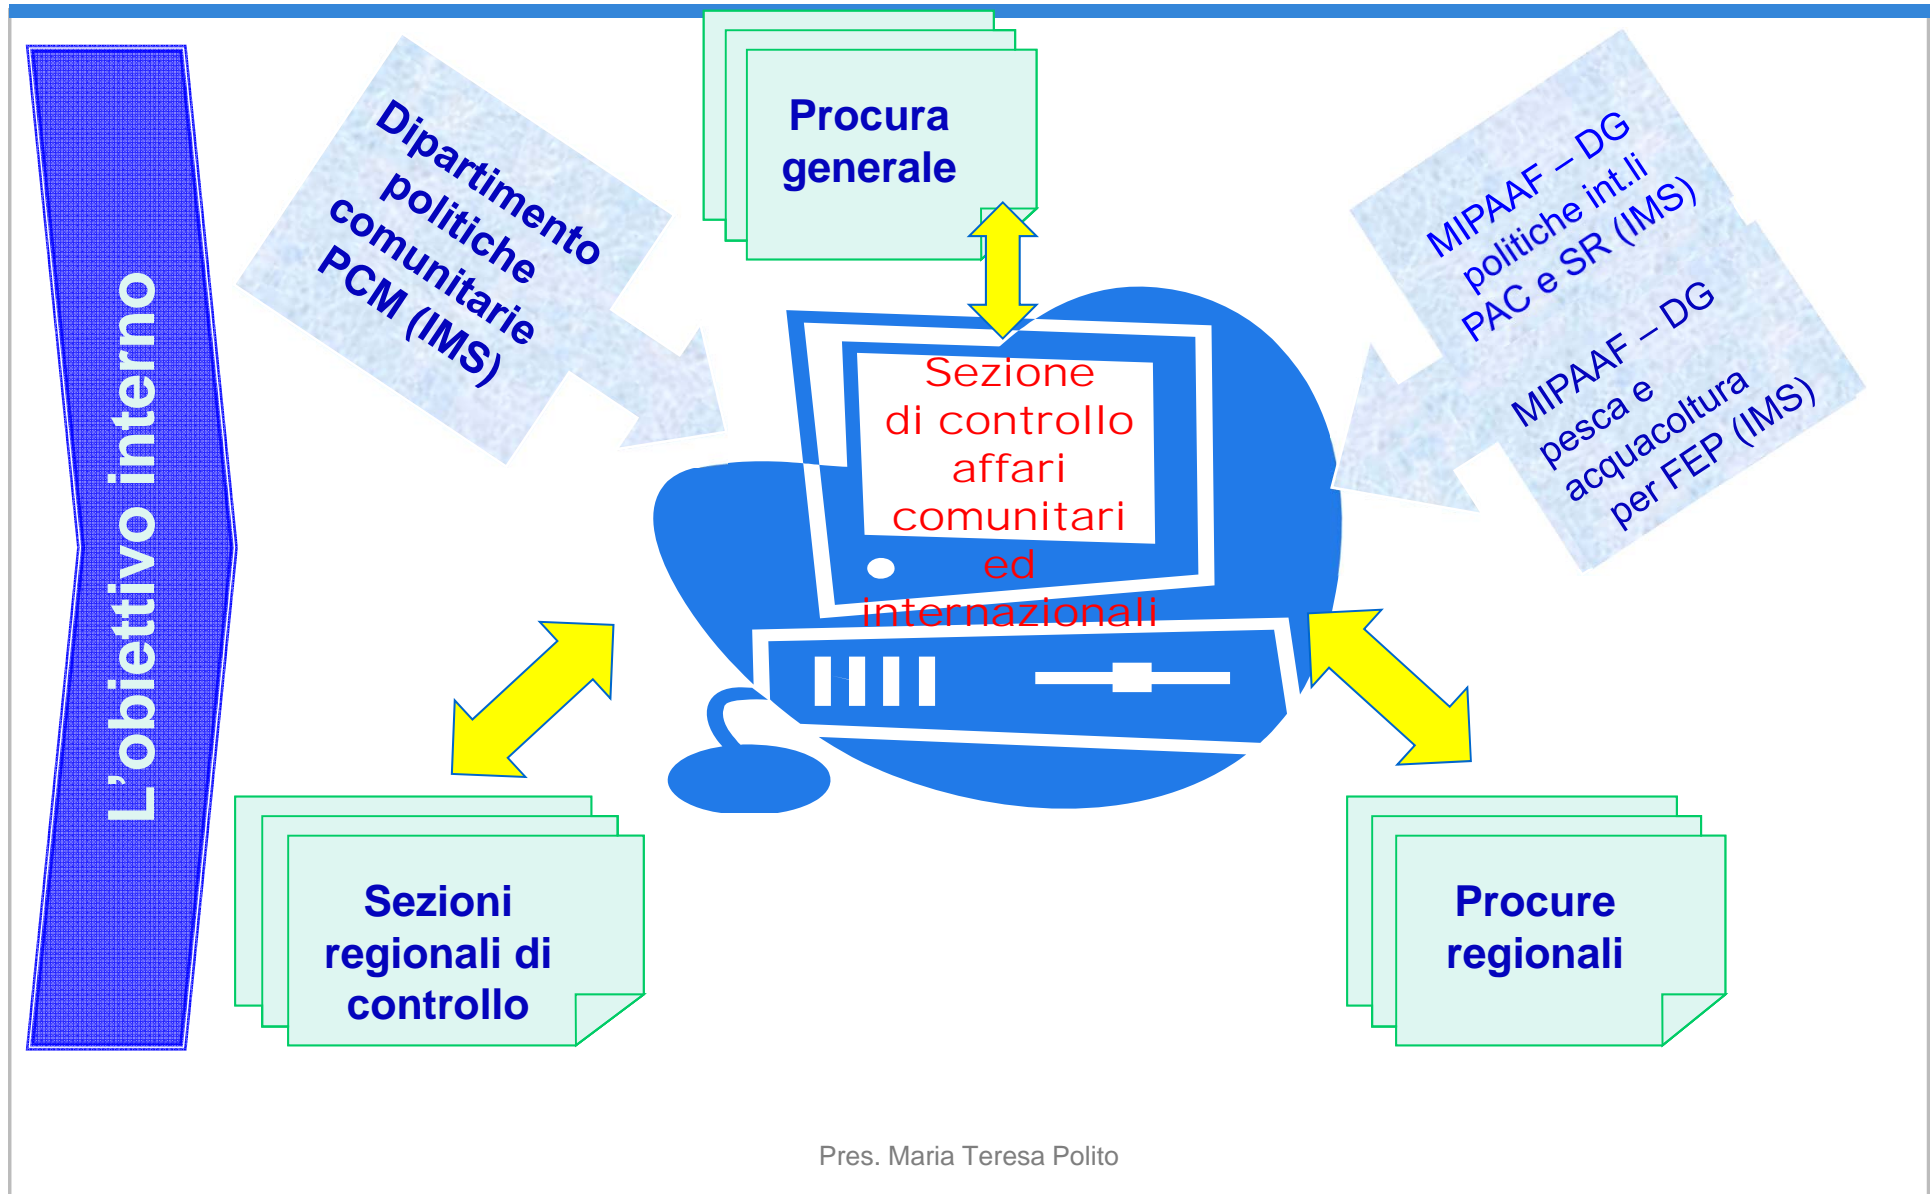 L'obiettivo interno
Dipartimento
politiche
comunitarie
PCM (IMS)
Procura
generale
MIPAAF – DG
politiche int.li
PAC e SR (IMS)
MIPAAF – DG
pesca e
acquacoltura
per FEP (IMS)
Sezione
di controllo
affari
comunitari
ed
internazionali
Sezioni
regionali di
controllo
Procure
regionali
Pres. Maria Teresa Polito